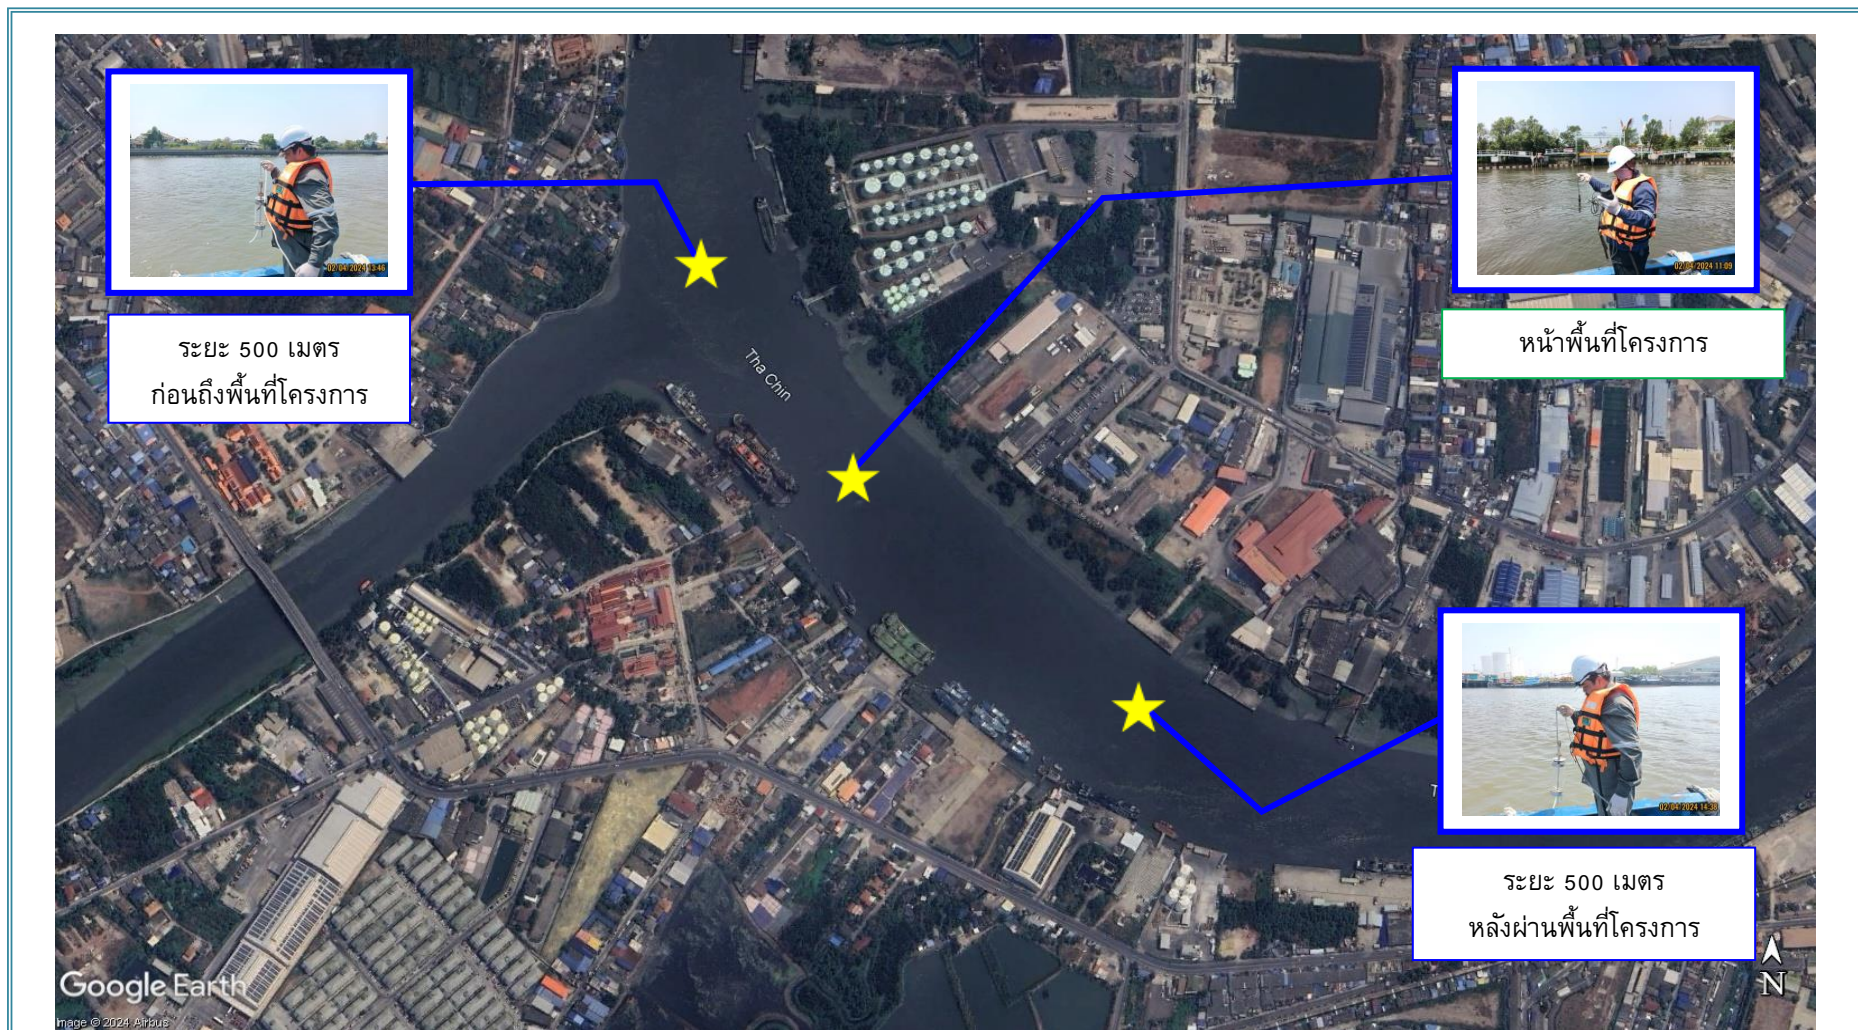 02/04/2024 13:46
ระยะ 500 เมตร
ก่อนถึงพื้นที่โครงการ
02/04/2024 11:09
หน้าพื้นที่โครงการ
Tha Chin
02/04/2024 14:38
ระยะ 500 เมตร
หลังผ่านพื้นที่โครงการ
N
Google Earth
Image © 2024 Airbus